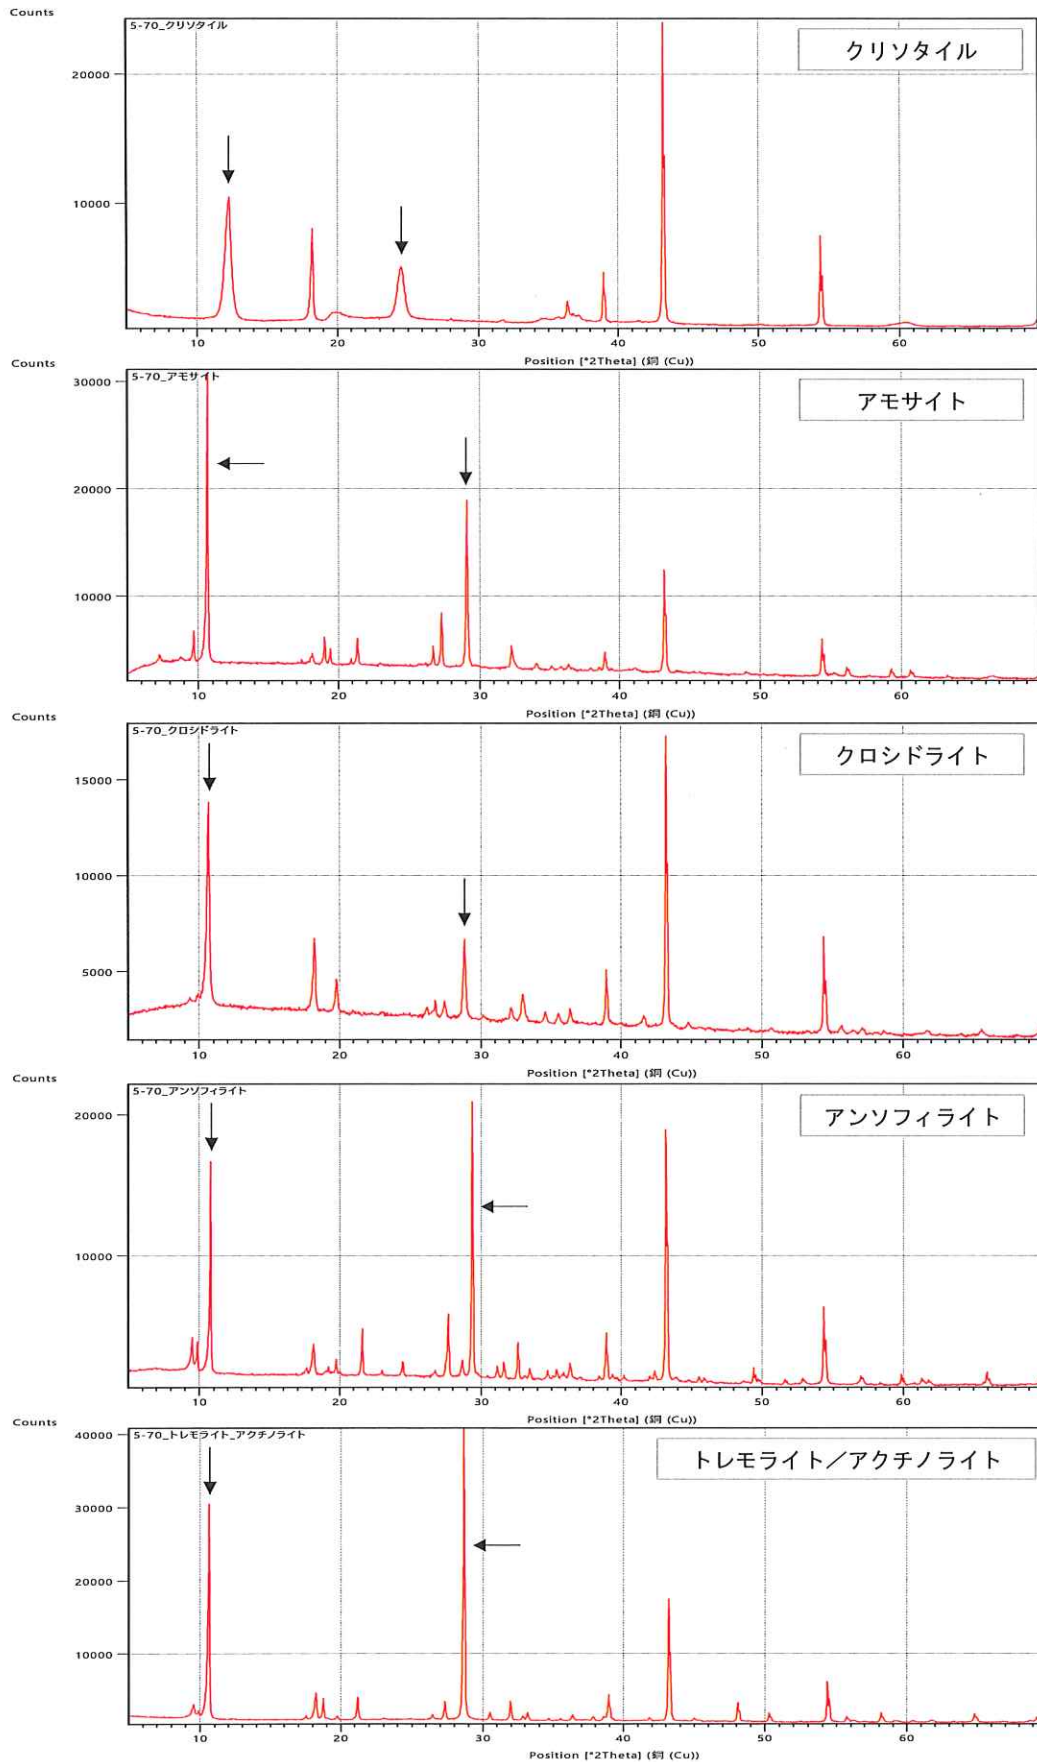 Counts
5-70_クリソタイル
クリソタイル
20000
10000
10 20 30 40 50 60
Position [°2Theta] (銅 (Cu))
Counts
5-70_アモサイト
アモサイト
30000
20000
10000
10 20 30 40 50 60
Position [°2Theta] (銅 (Cu))
Counts
5-70_クロシドライト
クロシドライト
15000
10000
5000
10 20 30 40 50 60
Position [°2Theta] (銅 (Cu))
Counts
5-70_アンソフィライト
アンソフィライト
20000
10000
10 20 30 40 50 60
Position [°2Theta] (銅 (Cu))
Counts
5-70_トレモライト_アクチノライト
トレモライト／アクチノライト
40000
30000
20000
10000
10 20 30 40 50 60
Position [°2Theta] (銅 (Cu))